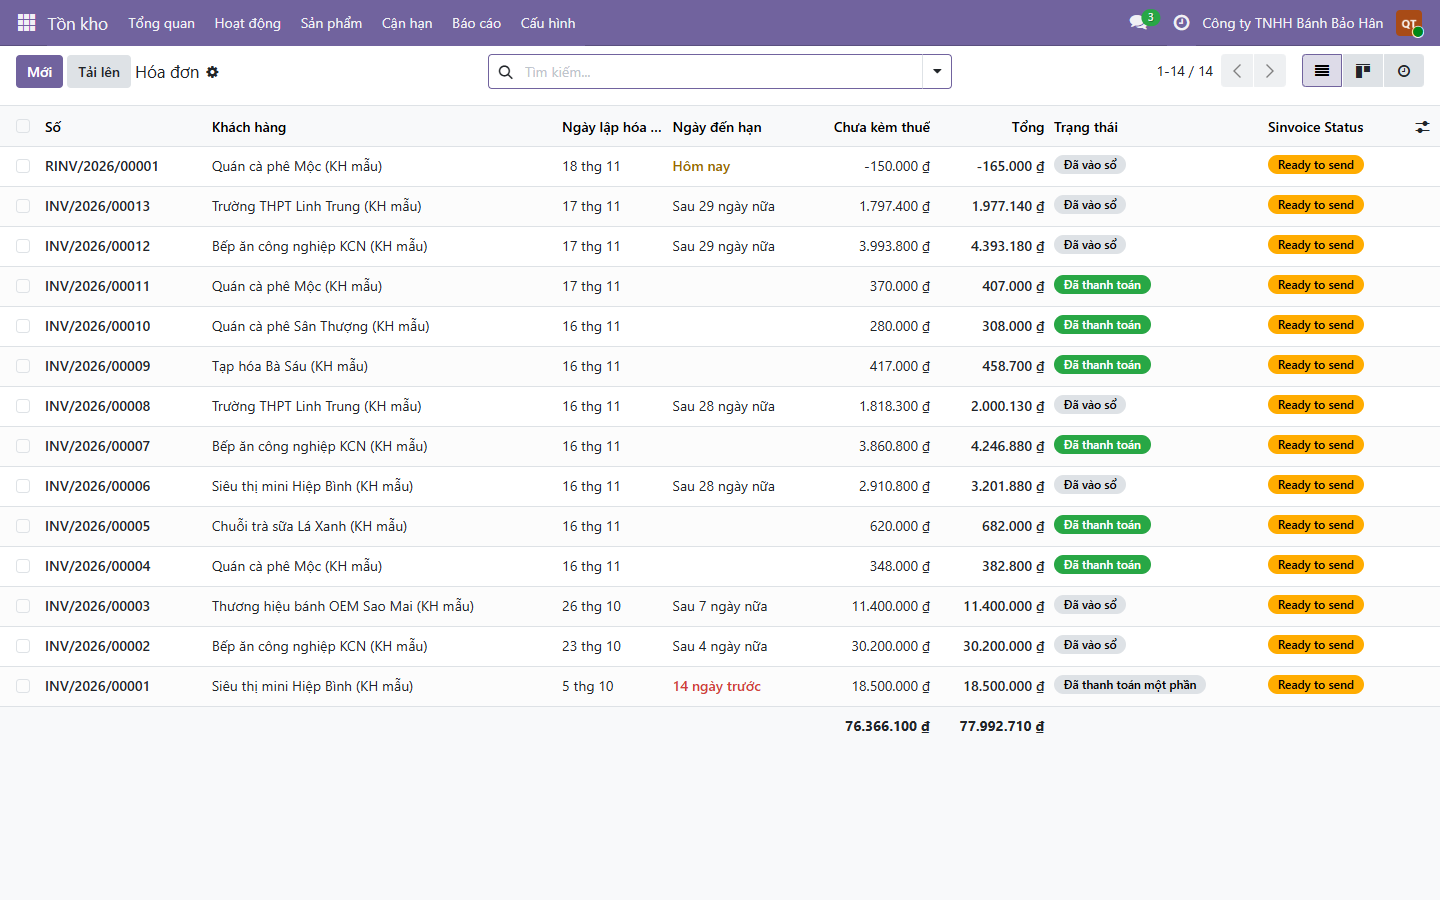 Tồn kho Tổng quan Hoạt động Sản phẩm Cận hạn Báo cáo Cấu hình 3 Công ty TNHH Bánh Bảo Hân QT
Mới Tải lên Hóa đơn Tìm kiếm... 1-14 / 14
Số Khách hàng Ngày lập hóa ... Ngày đến hạn Chưa kèm thuế Tổng Trạng thái Sinvoice Status
RINV/2026/00001 Quán cà phê Mộc (KH mẫu) 18 thg 11 Hôm nay -150.000 ₫ -165.000 ₫ Đã vào sổ Ready to send
INV/2026/00013 Trường THPT Linh Trung (KH mẫu) 17 thg 11 Sau 29 ngày nữa 1.797.400 ₫ 1.977.140 ₫ Đã vào sổ Ready to send
INV/2026/00012 Bếp ăn công nghiệp KCN (KH mẫu) 17 thg 11 Sau 29 ngày nữa 3.993.800 ₫ 4.393.180 ₫ Đã vào sổ Ready to send
INV/2026/00011 Quán cà phê Mộc (KH mẫu) 17 thg 11 370.000 ₫ 407.000 ₫ Đã thanh toán Ready to send
INV/2026/00010 Quán cà phê Sân Thượng (KH mẫu) 16 thg 11 280.000 ₫ 308.000 ₫ Đã thanh toán Ready to send
INV/2026/00009 Tạp hóa Bà Sáu (KH mẫu) 16 thg 11 417.000 ₫ 458.700 ₫ Đã thanh toán Ready to send
INV/2026/00008 Trường THPT Linh Trung (KH mẫu) 16 thg 11 Sau 28 ngày nữa 1.818.300 ₫ 2.000.130 ₫ Đã vào sổ Ready to send
INV/2026/00007 Bếp ăn công nghiệp KCN (KH mẫu) 16 thg 11 3.860.800 ₫ 4.246.880 ₫ Đã thanh toán Ready to send
INV/2026/00006 Siêu thị mini Hiệp Bình (KH mẫu) 16 thg 11 Sau 28 ngày nữa 2.910.800 ₫ 3.201.880 ₫ Đã vào sổ Ready to send
INV/2026/00005 Chuỗi trà sữa Lá Xanh (KH mẫu) 16 thg 11 620.000 ₫ 682.000 ₫ Đã thanh toán Ready to send
INV/2026/00004 Quán cà phê Mộc (KH mẫu) 16 thg 11 348.000 ₫ 382.800 ₫ Đã thanh toán Ready to send
INV/2026/00003 Thương hiệu bánh OEM Sao Mai (KH mẫu) 26 thg 10 Sau 7 ngày nữa 11.400.000 ₫ 11.400.000 ₫ Đã vào sổ Ready to send
INV/2026/00002 Bếp ăn công nghiệp KCN (KH mẫu) 23 thg 10 Sau 4 ngày nữa 30.200.000 ₫ 30.200.000 ₫ Đã vào sổ Ready to send
INV/2026/00001 Siêu thị mini Hiệp Bình (KH mẫu) 5 thg 10 14 ngày trước 18.500.000 ₫ 18.500.000 ₫ Đã thanh toán một phần Ready to send
76.366.100 ₫ 77.992.710 ₫